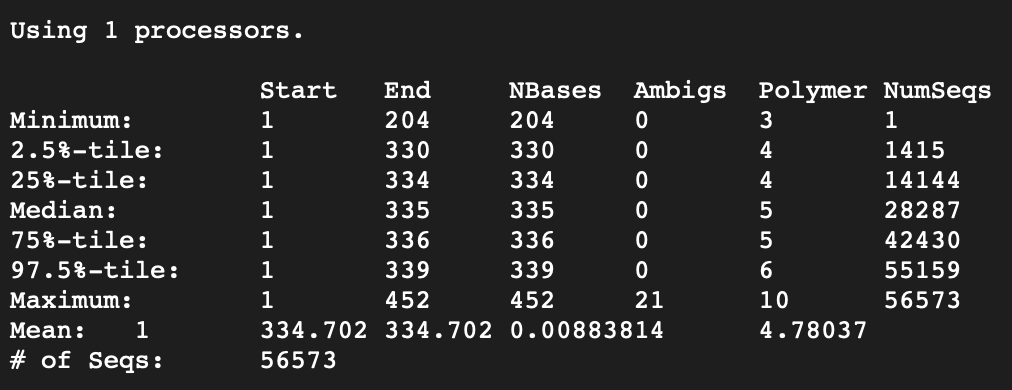 Using 1 processors.
Start End NBases Ambigs Polymer NumSeqs
Minimum: 1 204 204 0 3 1
2.5%-tile: 1 330 330 0 4 1415
25%-tile: 1 334 334 0 4 14144
Median: 1 335 335 0 5 28287
75%-tile: 1 336 336 0 5 42430
97.5%-tile: 1 339 339 0 6 55159
Maximum: 1 452 452 21 10 56573
Mean: 1 334.702 334.702 0.00883814 4.78037
# of Seqs: 56573